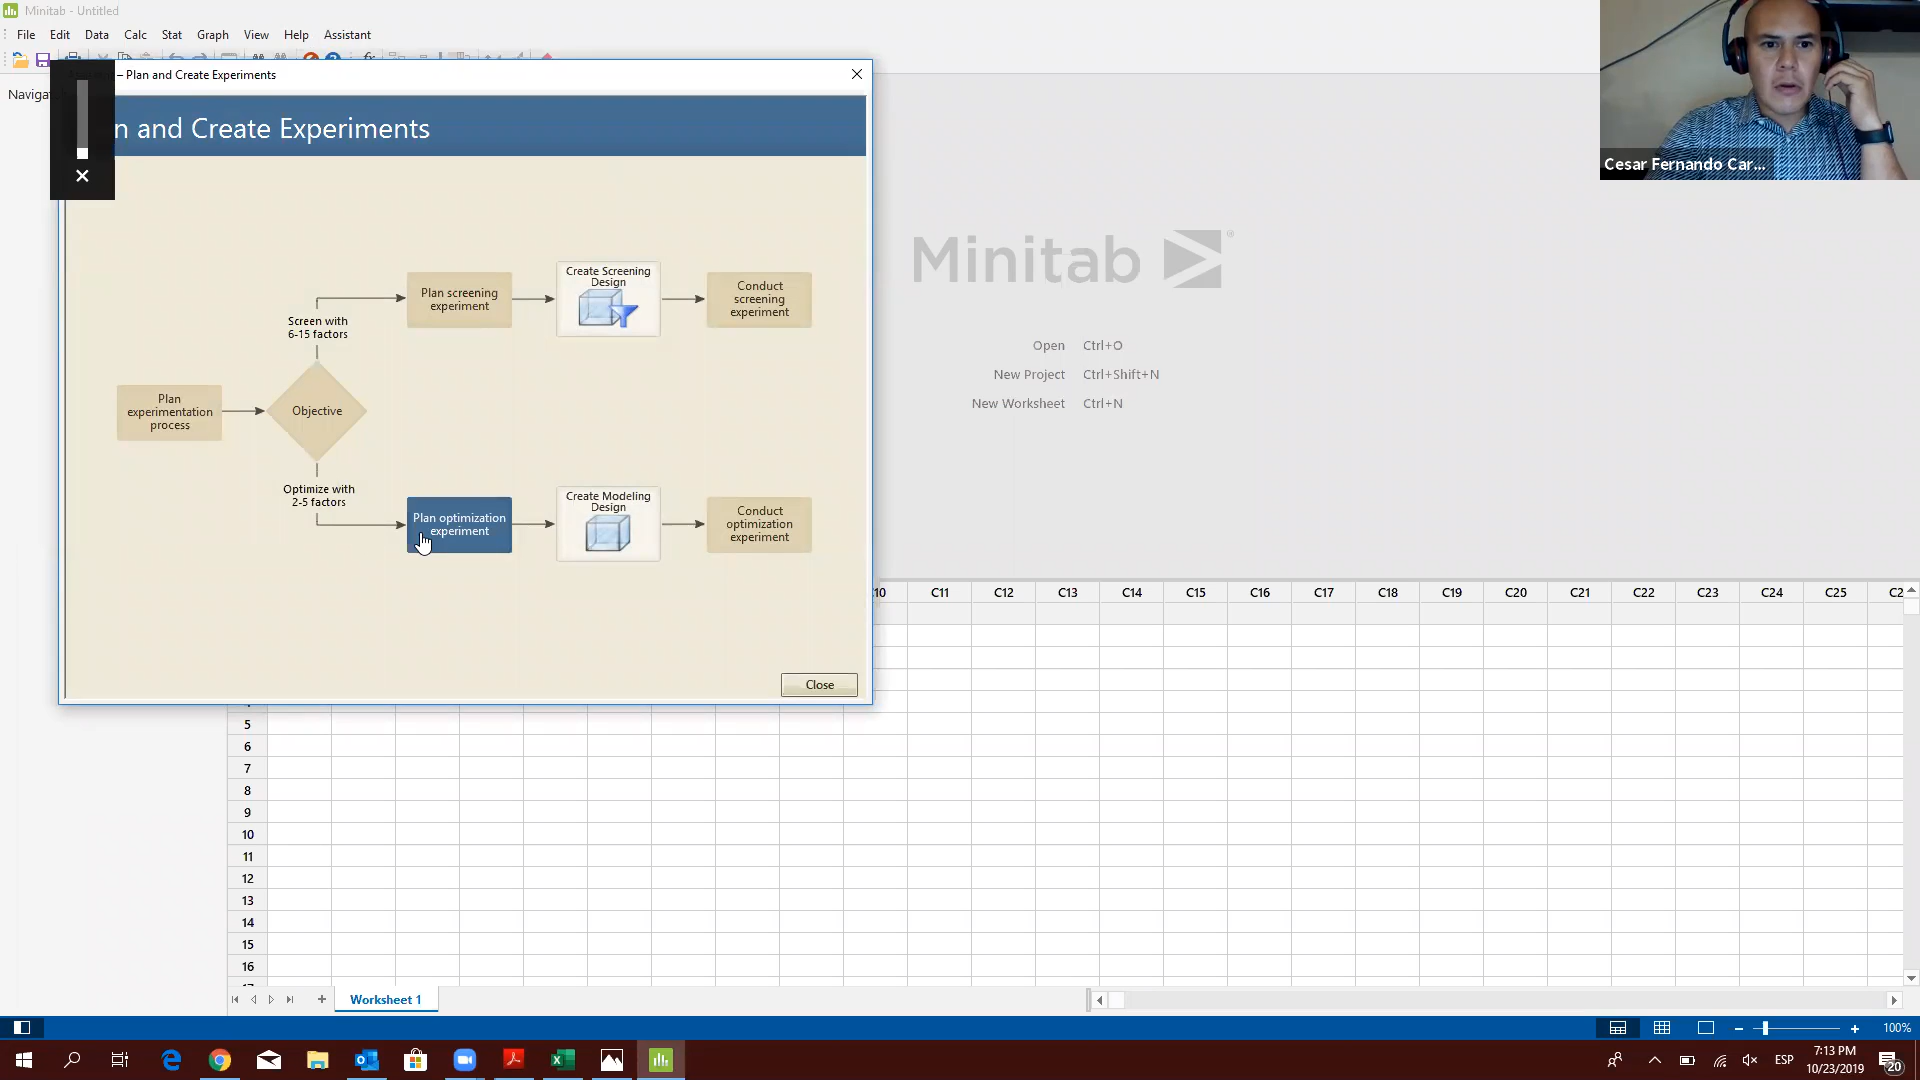 Minitab - Untitled
File Edit Data Calc Stat Graph View Help Assistant
– Plan and Create Experiments
n and Create Experiments
Screen with
6-15 factors
Plan screening
experiment
Create Screening
Design
Conduct
screening
experiment
Plan
experimentation
process
Objective
Optimize with
2-5 factors
Plan optimization
experiment
Create Modeling
Design
Conduct
optimization
experiment
Close
Minitab
Open Ctrl+O
New Project Ctrl+Shift+N
New Worksheet Ctrl+N
Cesar Fernando Car...
C11 C12 C13 C14 C15 C16 C17 C18 C19 C20 C21 C22 C23 C24 C25
5
6
7
8
9
10
11
12
13
14
15
16
Worksheet 1
100%
ESP
7:13 PM
10/23/2019
20